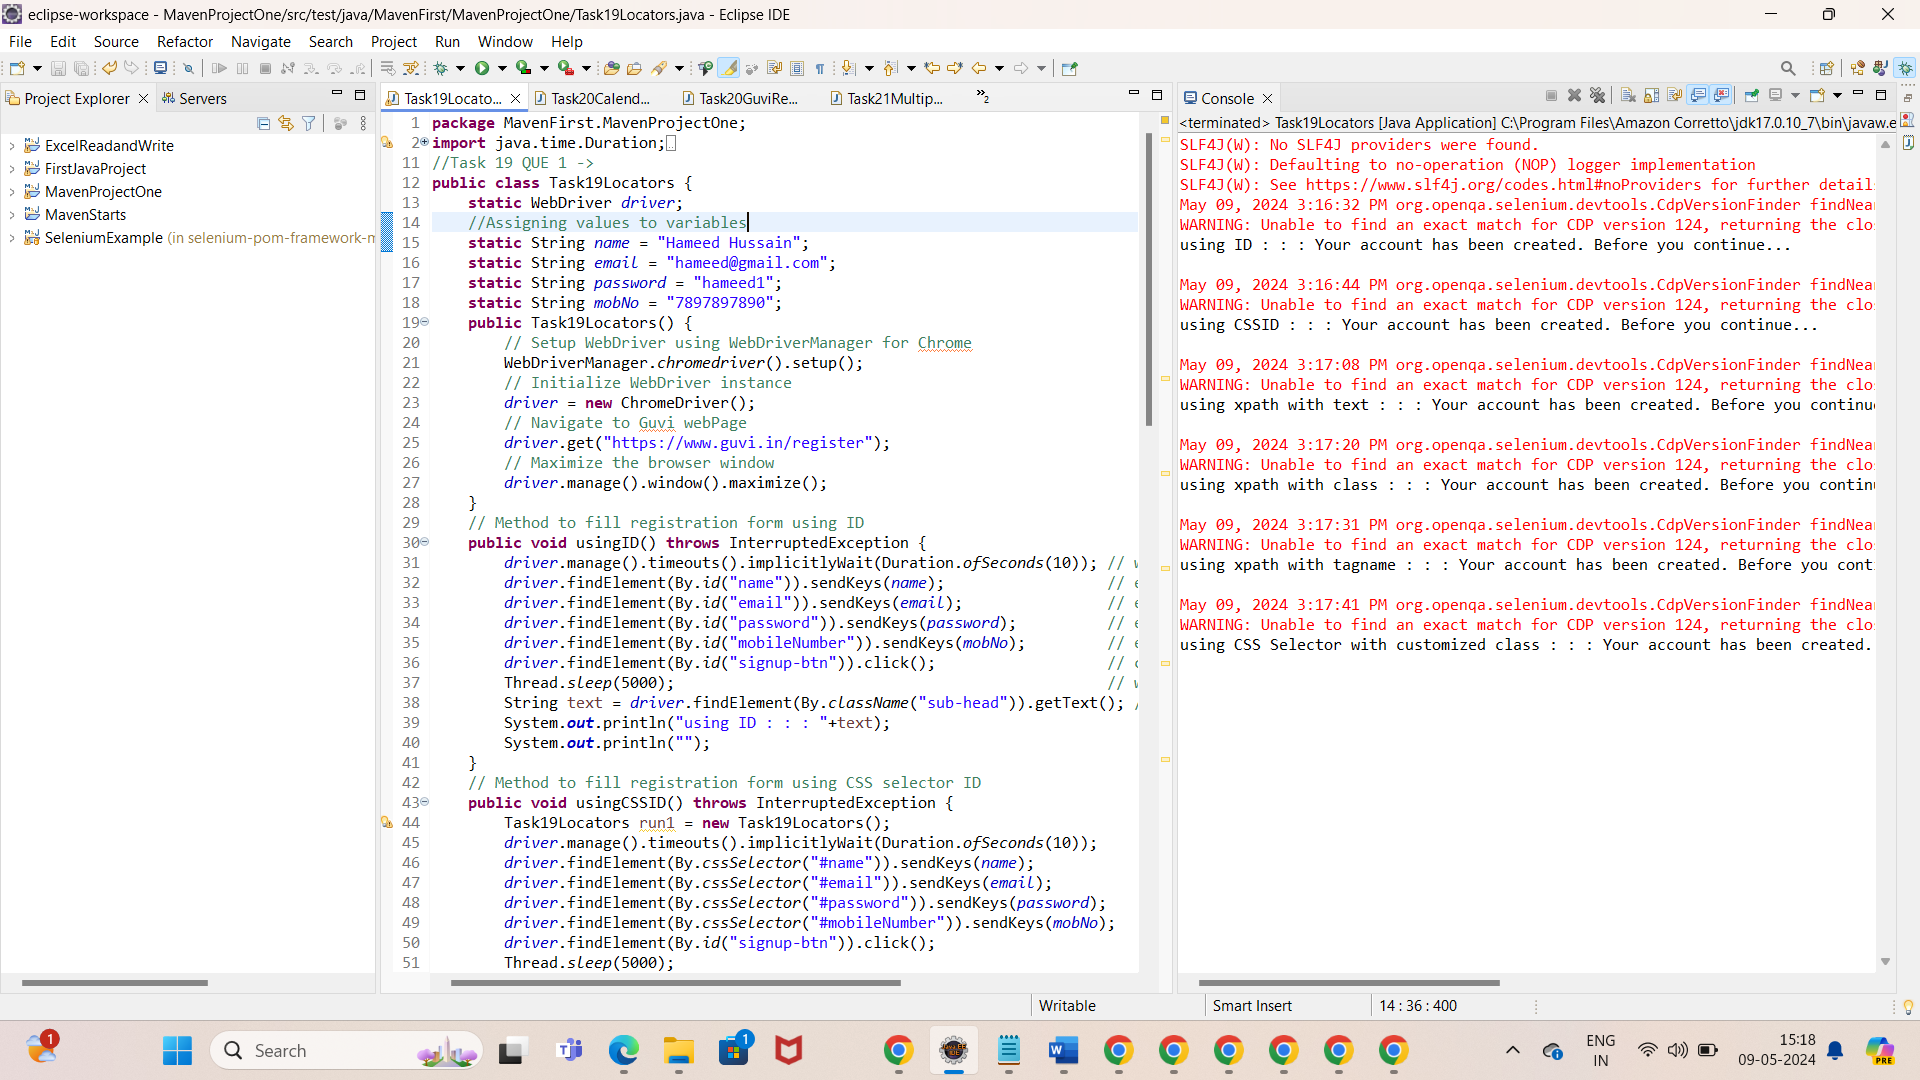 eclipse-workspace - MavenProjectOne/src/test/java/MavenFirst/MavenProjectOne/Task19Locators.java - Eclipse IDE
File Edit Source Refactor Navigate Search Project Run Window Help
Project Explorer
Servers
ExcelReadandWrite
FirstJavaProject
MavenProjectOne
MavenStarts
SeleniumExample (in selenium-pom-framework-m
Task19Locato... Task20Calend... Task20GuviRe... Task21Multip... »2
1 package MavenFirst.MavenProjectOne;
2 import java.time.Duration;
11 //Task 19 QUE 1 ->
12 public class Task19Locators {
13 static WebDriver driver;
14 //Assigning values to variables
15 static String name = "Hameed Hussain";
16 static String email = "hameed@gmail.com";
17 static String password = "hameed1";
18 static String mobNo = "7897897890";
19 public Task19Locators() {
20 // Setup WebDriver using WebDriverManager for Chrome
21 WebDriverManager.chromedriver().setup();
22 // Initialize WebDriver instance
23 driver = new ChromeDriver();
24 // Navigate to Guvi webPage
25 driver.get("https://www.guvi.in/register");
26 // Maximize the browser window
27 driver.manage().window().maximize();
28 }
29 // Method to fill registration form using ID
30 public void usingID() throws InterruptedException {
31 driver.manage().timeouts().implicitlyWait(Duration.ofSeconds(10)); // w
32 driver.findElement(By.id("name")).sendKeys(name); // e
33 driver.findElement(By.id("email")).sendKeys(email); // e
34 driver.findElement(By.id("password")).sendKeys(password); // e
35 driver.findElement(By.id("mobileNumber")).sendKeys(mobNo); // e
36 driver.findElement(By.id("signup-btn")).click(); // c
37 Thread.sleep(5000); // w
38 String text = driver.findElement(By.className("sub-head")).getText(); /
39 System.out.println("using ID : : : "+text);
40 System.out.println("");
41 }
42 // Method to fill registration form using CSS selector ID
43 public void usingCSSID() throws InterruptedException {
44 Task19Locators run1 = new Task19Locators();
45 driver.manage().timeouts().implicitlyWait(Duration.ofSeconds(10));
46 driver.findElement(By.cssSelector("#name")).sendKeys(name);
47 driver.findElement(By.cssSelector("#email")).sendKeys(email);
48 driver.findElement(By.cssSelector("#password")).sendKeys(password);
49 driver.findElement(By.cssSelector("#mobileNumber")).sendKeys(mobNo);
50 driver.findElement(By.id("signup-btn")).click();
51 Thread.sleep(5000);
Console
<terminated> Task19Locators [Java Application] C:\Program Files\Amazon Corretto\jdk17.0.10_7\bin\javaw.e
SLF4J(W): No SLF4J providers were found.
SLF4J(W): Defaulting to no-operation (NOP) logger implementation
SLF4J(W): See https://www.slf4j.org/codes.html#noProviders for further detail
May 09, 2024 3:16:32 PM org.openqa.selenium.devtools.CdpVersionFinder findNea
WARNING: Unable to find an exact match for CDP version 124, returning the clo
using ID : : : Your account has been created. Before you continue...
May 09, 2024 3:16:44 PM org.openqa.selenium.devtools.CdpVersionFinder findNea
WARNING: Unable to find an exact match for CDP version 124, returning the clo
using CSSID : : : Your account has been created. Before you continue...
May 09, 2024 3:17:08 PM org.openqa.selenium.devtools.CdpVersionFinder findNea
WARNING: Unable to find an exact match for CDP version 124, returning the clo
using xpath with text : : : Your account has been created. Before you continu
May 09, 2024 3:17:20 PM org.openqa.selenium.devtools.CdpVersionFinder findNea
WARNING: Unable to find an exact match for CDP version 124, returning the clo
using xpath with class : : : Your account has been created. Before you contin
May 09, 2024 3:17:31 PM org.openqa.selenium.devtools.CdpVersionFinder findNea
WARNING: Unable to find an exact match for CDP version 124, returning the clo
using xpath with tagname : : : Your account has been created. Before you cont
May 09, 2024 3:17:41 PM org.openqa.selenium.devtools.CdpVersionFinder findNea
WARNING: Unable to find an exact match for CDP version 124, returning the clo
using CSS Selector with customized class : : : Your account has been created.
Writable Smart Insert 14 : 36 : 400
1
Search
1
ENG
IN
15:18
09-05-2024
PRE